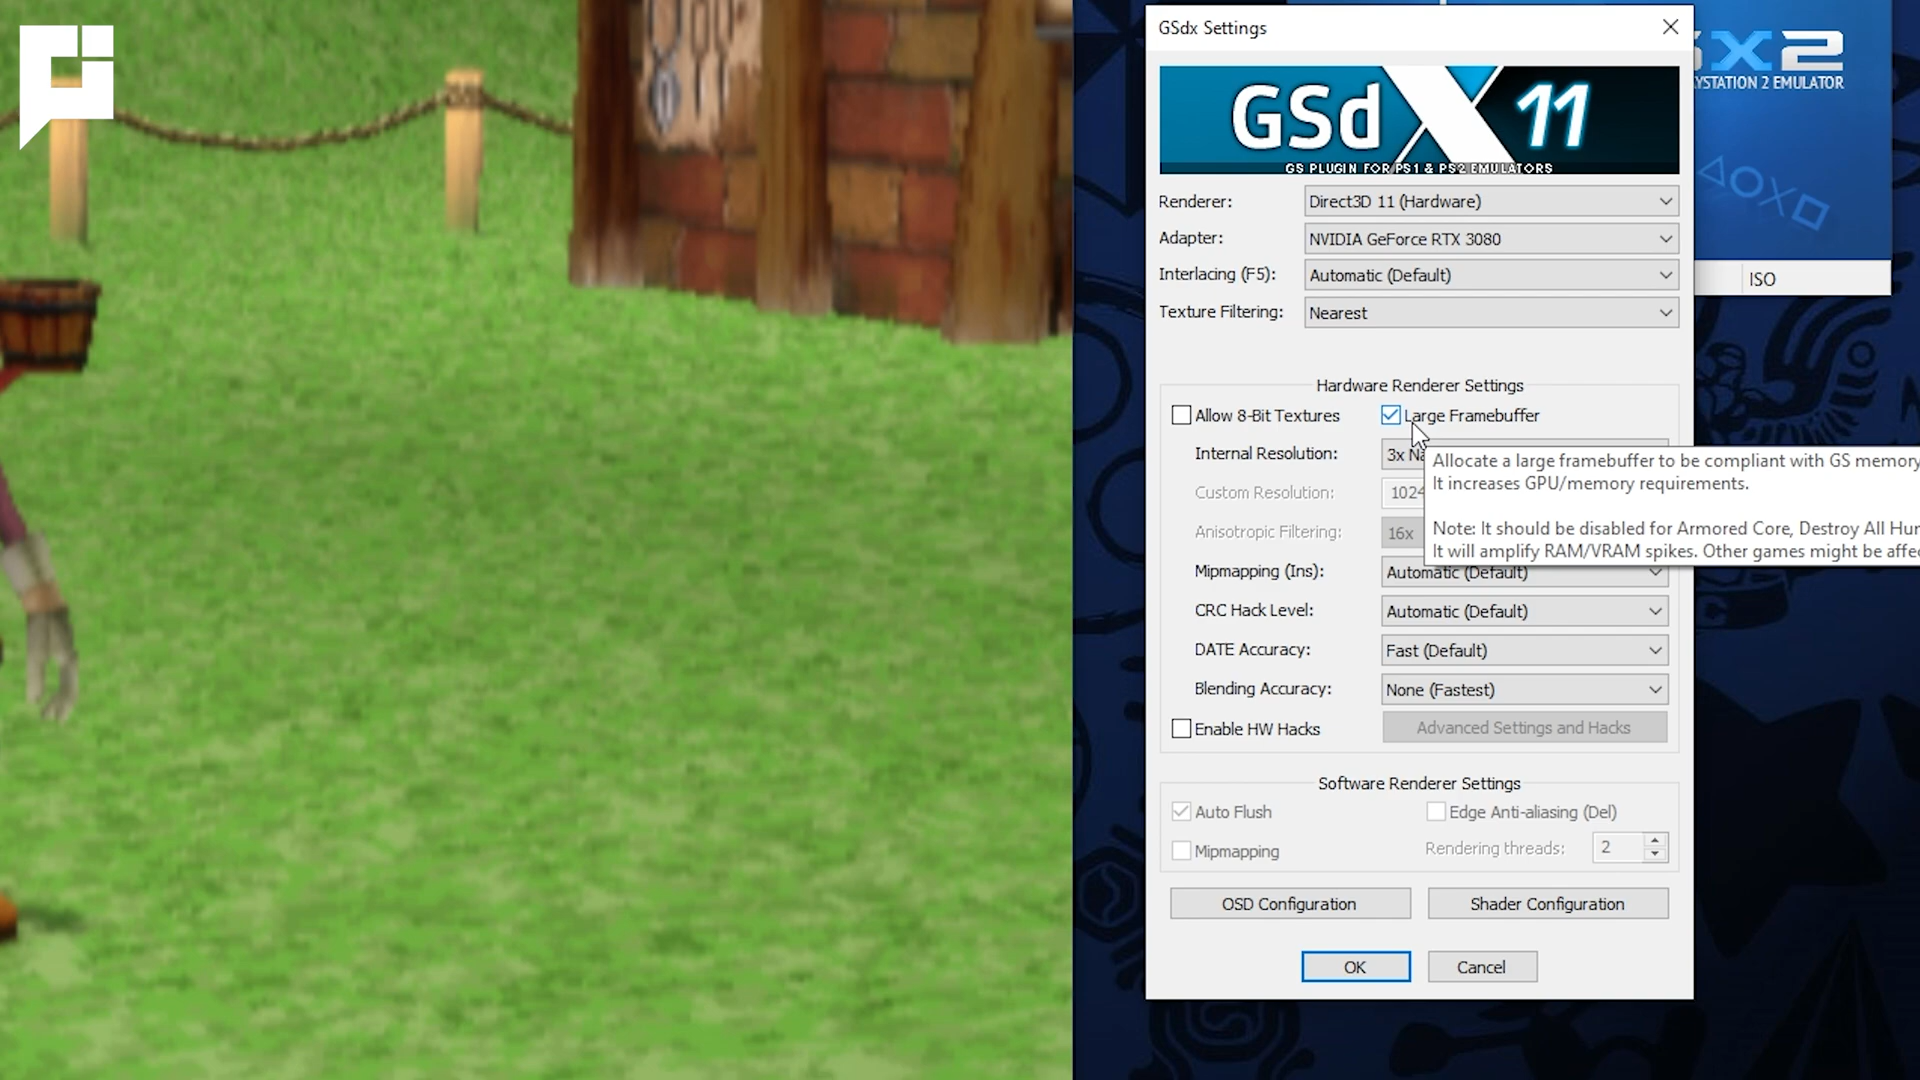 GSdx Settings
GSdX 11
GS PLUGIN FOR PS1 & PS2 EMULATORS
SX2
YSTATION 2 EMULATOR
ISO
Renderer: Direct3D 11 (Hardware)
Adapter: NVIDIA GeForce RTX 3080
Interlacing (F5): Automatic (Default)
Texture Filtering: Nearest
Hardware Renderer Settings
Allow 8-Bit Textures Large Framebuffer
Internal Resolution: 3x Na
Allocate a large framebuffer to be compliant with GS memory
It increases GPU/memory requirements.
Note: It should be disabled for Armored Core, Destroy All Hu
It will amplify RAM/VRAM spikes. Other games might be affe
Custom Resolution: 1024
Anisotropic Filtering: 16x
Mipmapping (Ins): Automatic (Default)
CRC Hack Level: Automatic (Default)
DATE Accuracy: Fast (Default)
Blending Accuracy: None (Fastest)
Enable HW Hacks Advanced Settings and Hacks
Software Renderer Settings
Auto Flush Edge Anti-aliasing (Del)
Mipmapping Rendering threads: 2
OSD Configuration Shader Configuration
OK Cancel